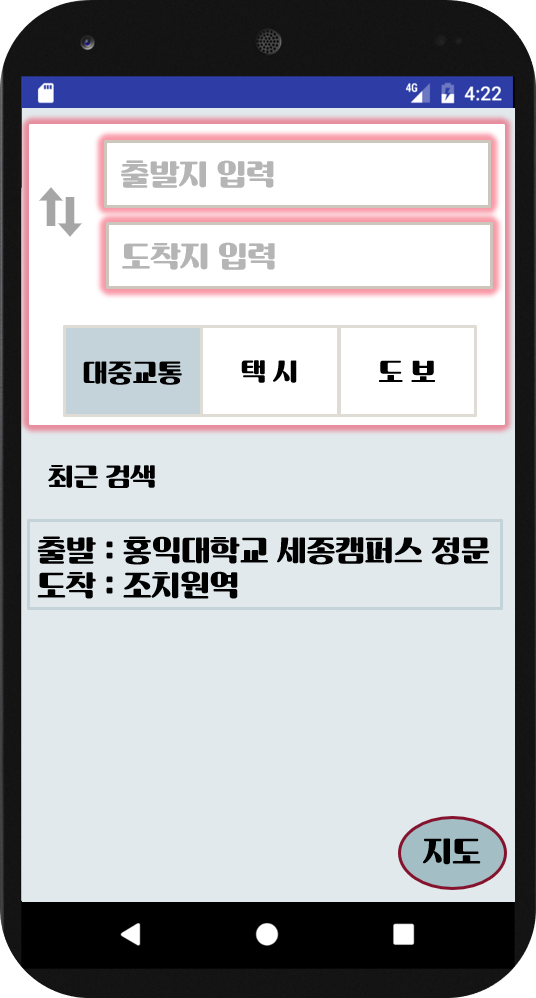 4G 4:22
출발지 입력
도착지 입력
대중교통 택 시 도 보
최근 검색
출발 : 홍익대학교 세종캠퍼스 정문
도착 : 조치원역
지도